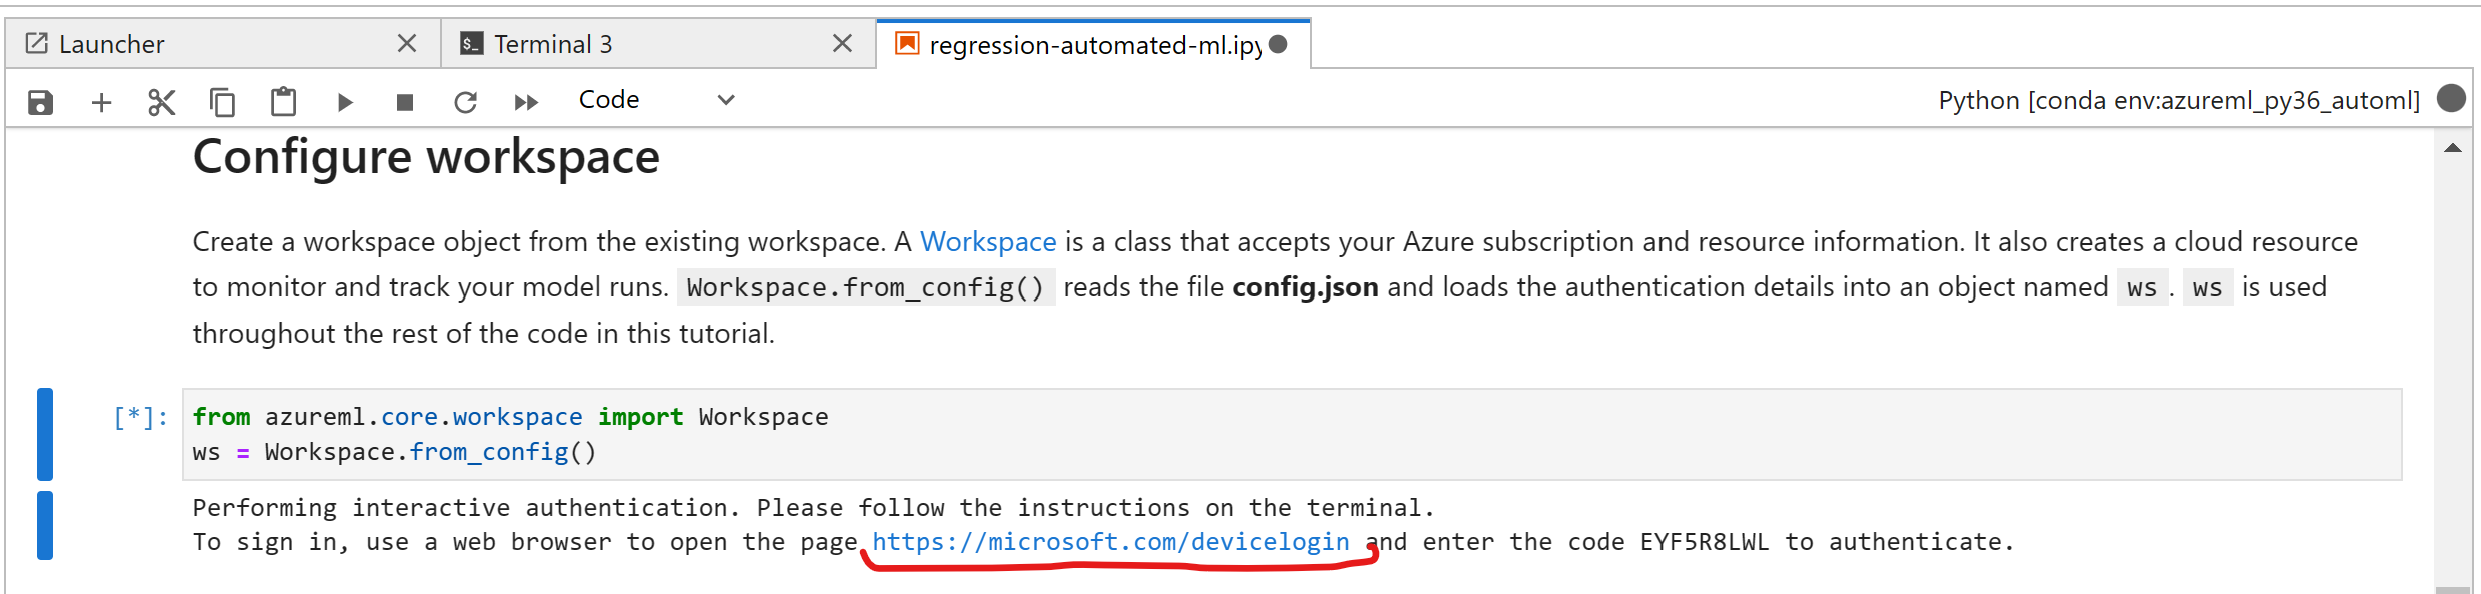 Launcher
Terminal 3
regression-automated-ml.ipy
Code
Python [conda env:azureml_py36_automl]
Configure workspace
Create a workspace object from the existing workspace. A Workspace is a class that accepts your Azure subscription and resource information. It also creates a cloud resource
to monitor and track your model runs. Workspace.from_config() reads the file config.json and loads the authentication details into an object named ws . ws is used
throughout the rest of the code in this tutorial.
[*]: from azureml.core.workspace import Workspace
ws = Workspace.from_config()
Performing interactive authentication. Please follow the instructions on the terminal.
To sign in, use a web browser to open the page https://microsoft.com/devicelogin and enter the code EYF5R8LWL to authenticate.